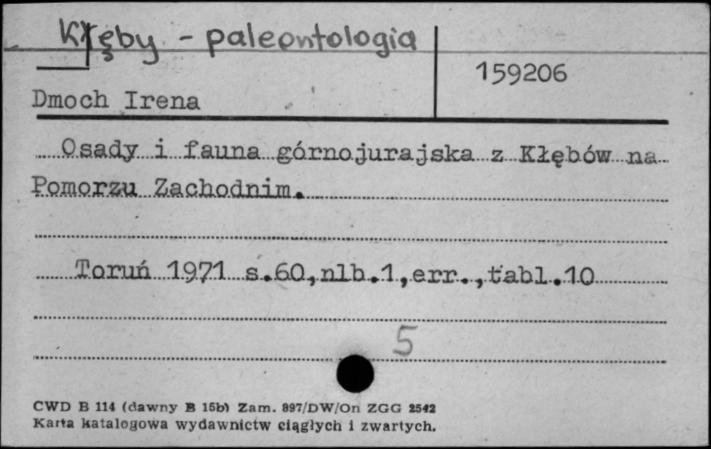 Kłęby - paleontologia
159206
Dmoch Irena
Osady i fauna górnojurajska z Kłębów na
Pomorzu Zachodnim.
Toruń 1971 s.60,nlb.1,err.,tabl.10
5
CWD B 114 (dawny B 15b) Zam. 897/DW/On ZGG 2542
Karta katalogowa wydawnictw ciągłych i zwartych.